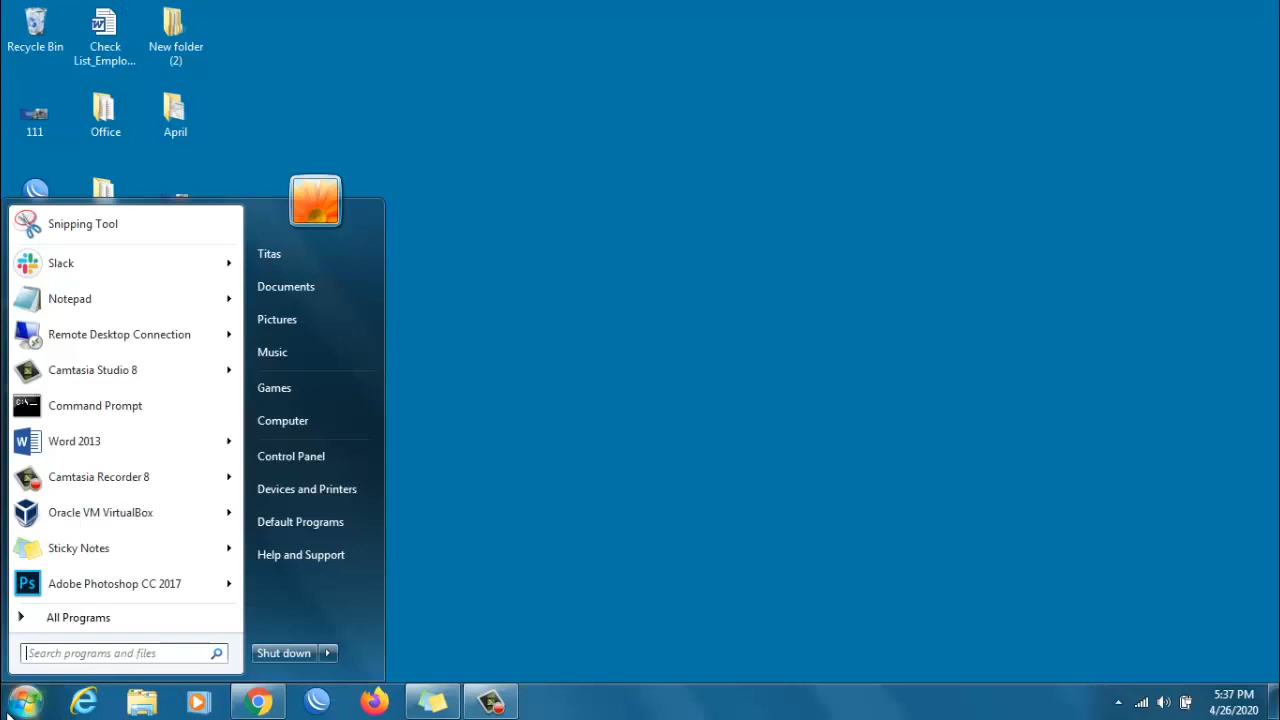 Recycle Bin
Check
List_Emplo...
New folder
(2)
111
Office
April
Snipping Tool
Slack
Notepad
Remote Desktop Connection
Camtasia Studio 8
Command Prompt
Word 2013
Camtasia Recorder 8
Oracle VM VirtualBox
Sticky Notes
Adobe Photoshop CC 2017
All Programs
Search programs and files
Titas
Documents
Pictures
Music
Games
Computer
Control Panel
Devices and Printers
Default Programs
Help and Support
Shut down
5:37 PM
4/26/2020